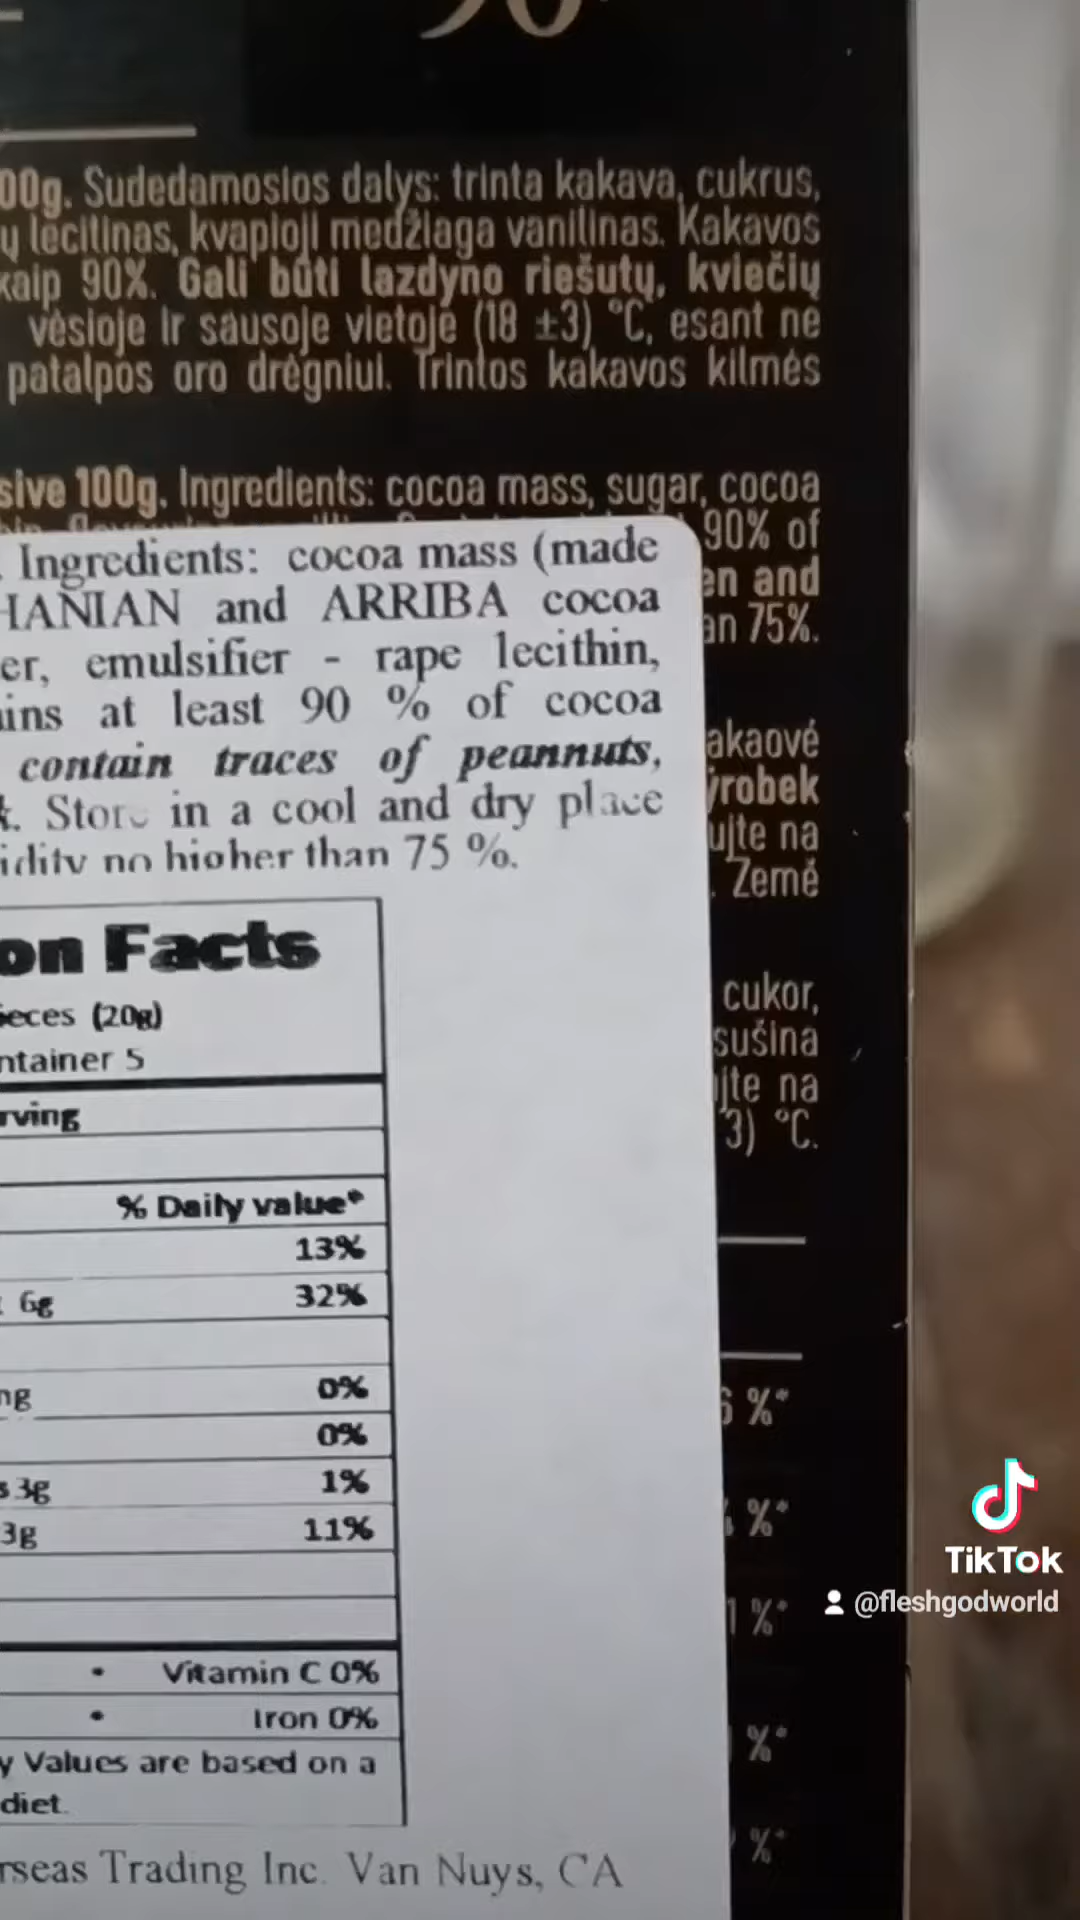 90
00g. Sudedamosios dalys: trinta kakava, cukrus,
ų lecitinas, kvapioji medžiaga vanilinas. Kakavos
kaip 90%. Gali būti lazdyno riešutų, kviečių
vėsioje ir sausoje vietoje (18 ±3) °C, esant ne
patalpos oro drėgniui. Trintos kakavos kilmės
sive 100g. Ingredients: cocoa mass, sugar, cocoa
90% of
en and
an 75%.
. Ingredients: cocoa mass (made
HANIAN and ARRIBA cocoa
er, emulsifier - rape lecithin,
ains at least 90 % of cocoa
contain traces of peannuts,
k. Store in a cool and dry place
idity no higher than 75 %.
akaové
ýrobek
ujte na
. Země
cukor,
sušina
jte na
3) °C.
on Facts
ieces (20g)
ntainer 5
rving
% Daily value*
13%
6g 32%
ng 0%
0%
s 3g 1%
3g 11%
• Vitamin C 0%
• Iron 0%
y Values are based on a
diet.
rseas Trading Inc. Van Nuys, CA
6 %*
%*
1 %*
%*
%*
TikTok
@fleshgodworld